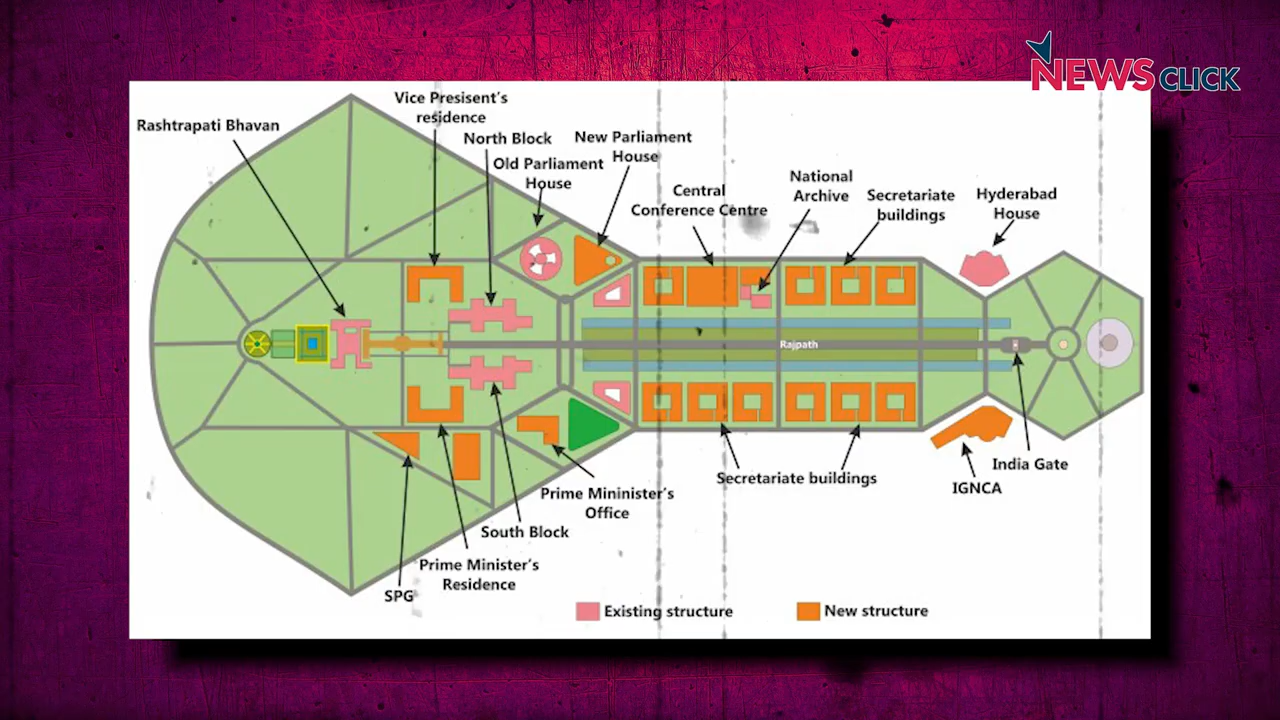 NEWS CLICK
Vice Presisent's
residence
Rashtrapati Bhavan
North Block
New Parliament
House
Old Parliament
House
Central
Conference Centre
National
Archive
Secretariate
buildings
Hyderabad
House
Rajpath
India Gate
IGNCA
Secretariate buildings
Prime Mininister's
Office
South Block
Prime Minister's
Residence
SPG
Existing structure
New structure